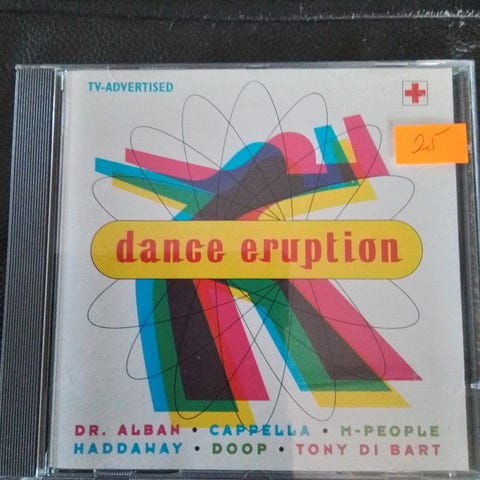 TV-ADVERTISED
25
dance eruption
DR. ALBAN • CAPPELLA • M-PEOPLE
HADDAWAY • DOOP • TONY DI BART